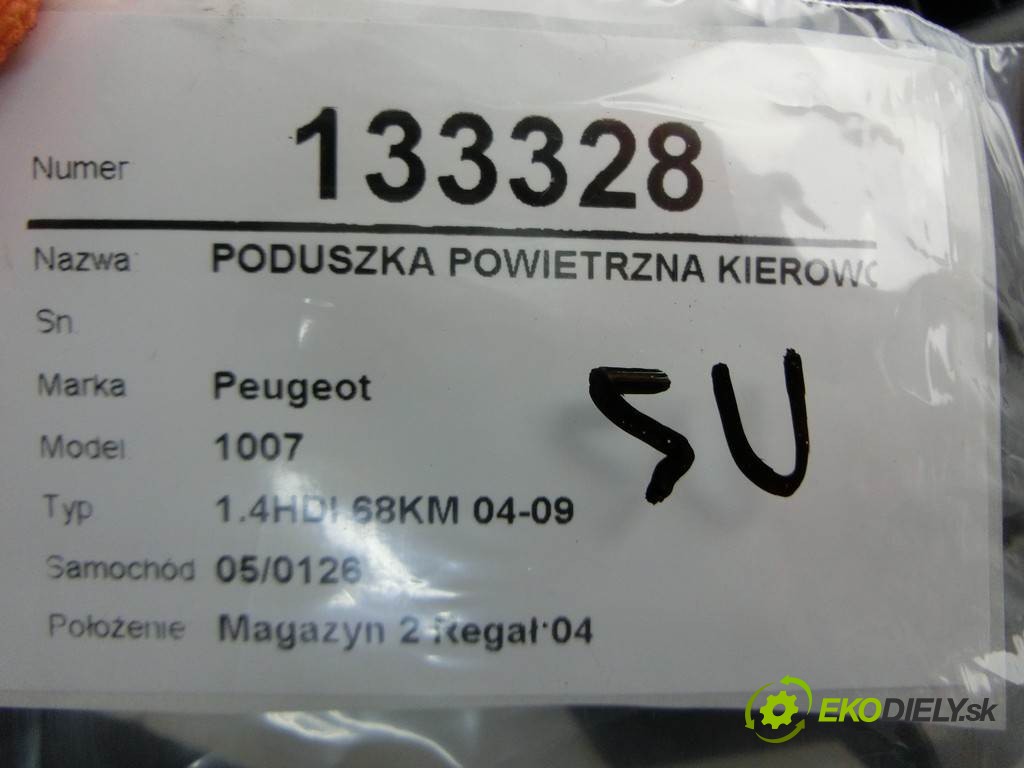 Numer 133328
Nazwa: PODUSZKA POWIETRZNA KIEROWC
Sn.
Marka Peugeot
Model: 1007
Typ 1.4HDI 68KM 04-09
Samochód 05/0126
Położenie Magazyn 2 Regał 04
5U
EKODIELY.sk